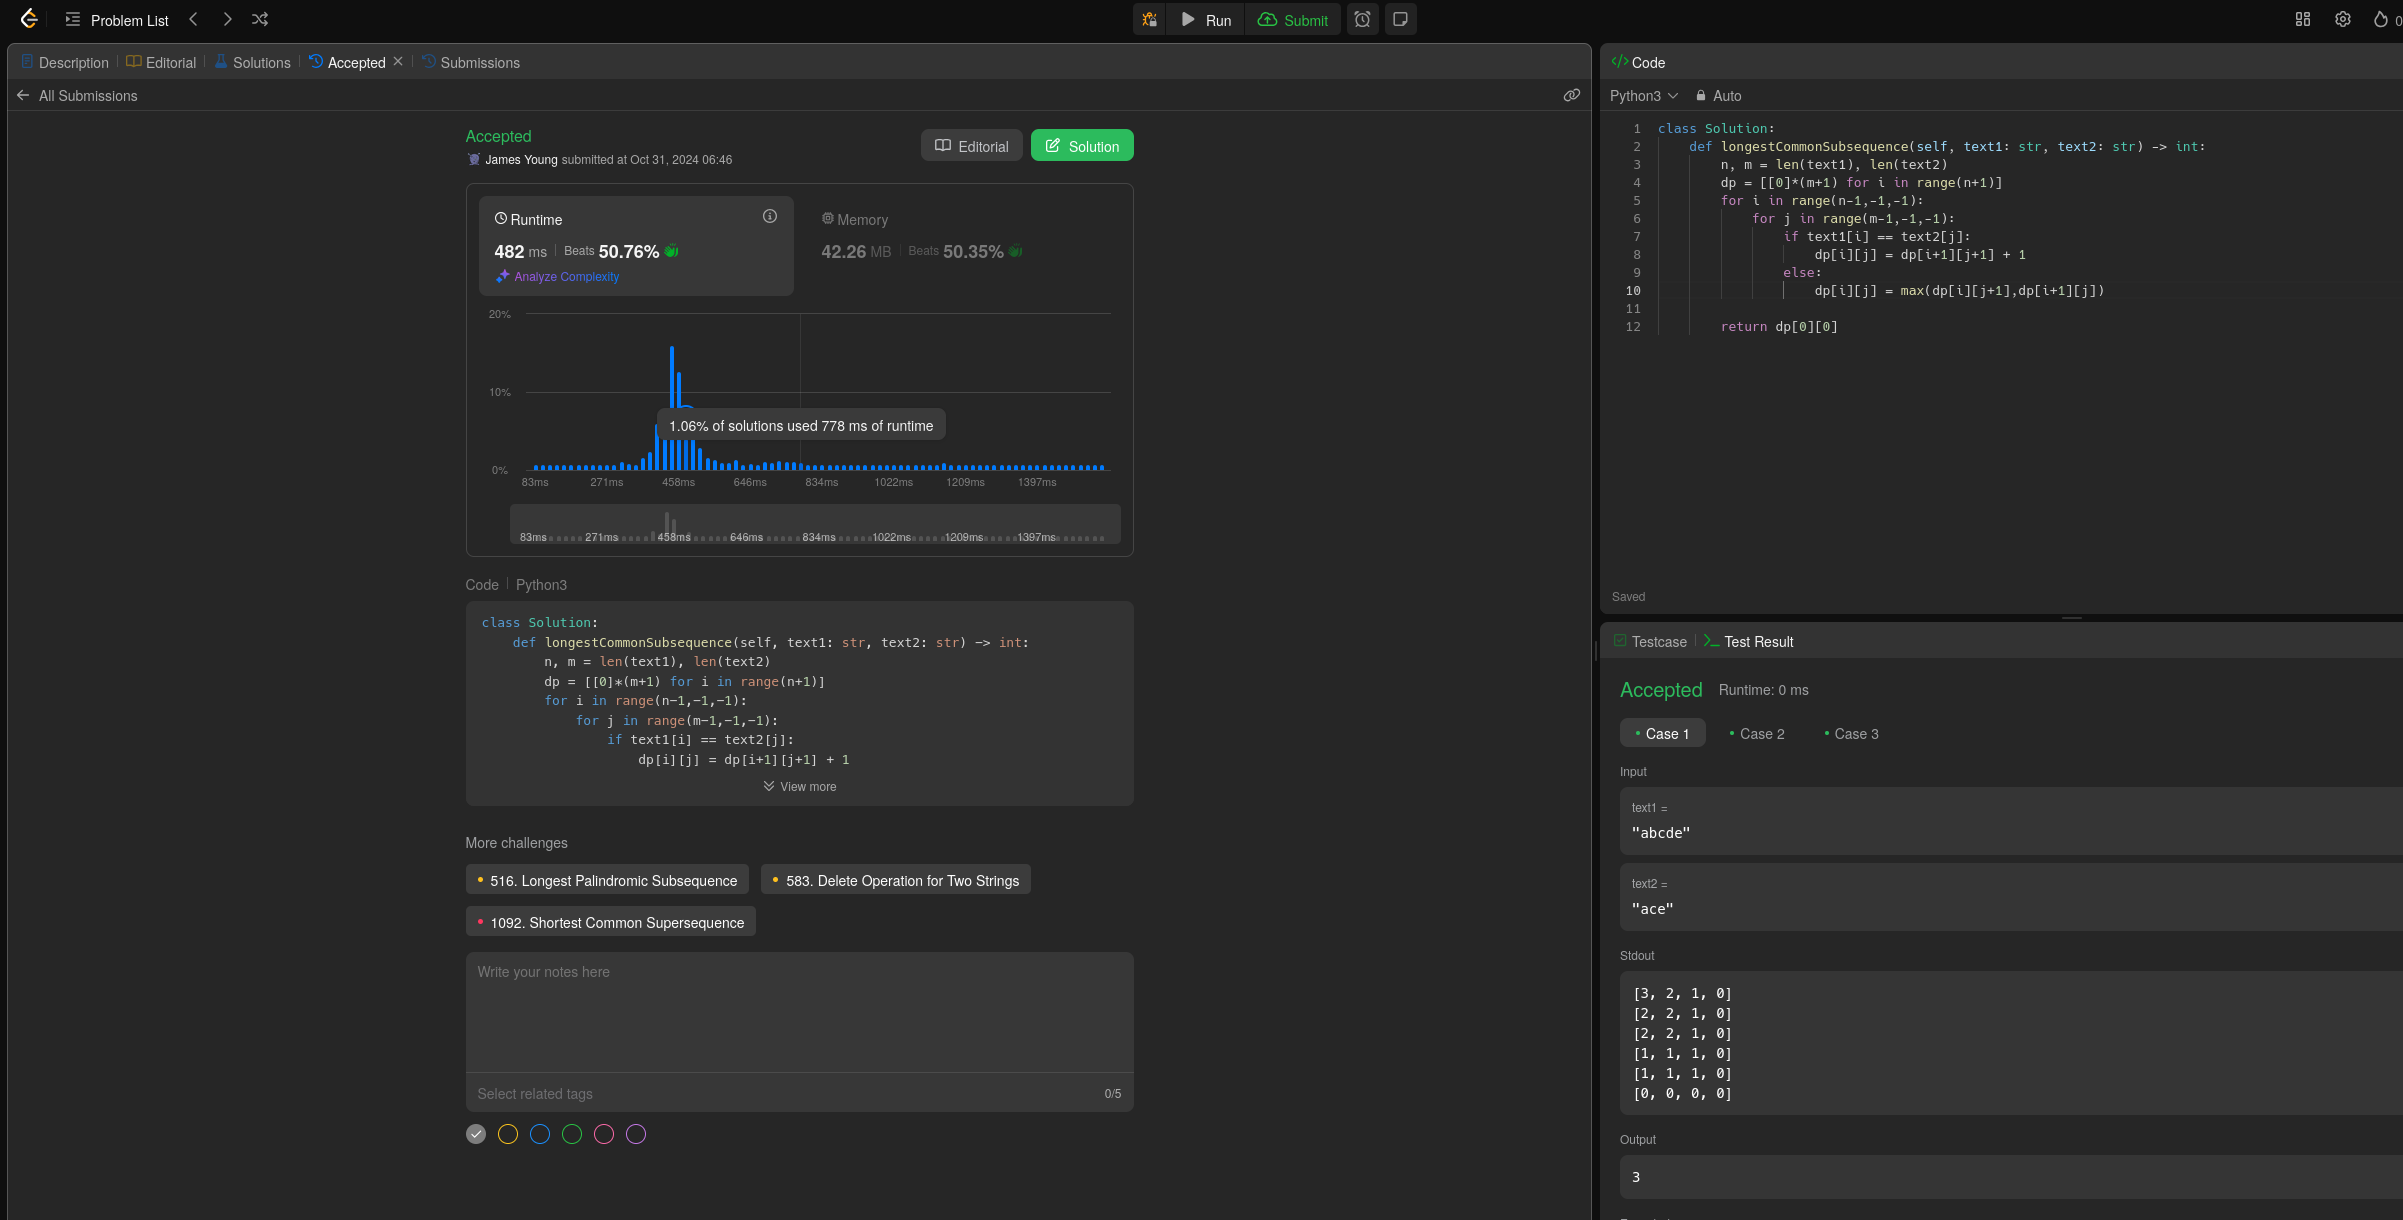 Problem List
Run
Submit
0
Description
Editorial
Solutions
Accepted
Submissions
All Submissions
Accepted
James Young submitted at Oct 31, 2024 06:46
Editorial
Solution
Runtime
482 ms
Beats 50.76%
Analyze Complexity
Memory
42.26 MB
Beats 50.35%
20%
10%
0%
1.06% of solutions used 778 ms of runtime
83ms 271ms 458ms 646ms 834ms 1022ms 1209ms 1397ms
83ms 271ms 458ms 646ms 834ms 1022ms 1209ms 1397ms
Code
Python3
class Solution:
    def longestCommonSubsequence(self, text1: str, text2: str) -> int:
        n, m = len(text1), len(text2)
        dp = [[0]*(m+1) for i in range(n+1)]
        for i in range(n-1,-1,-1):
            for j in range(m-1,-1,-1):
                if text1[i] == text2[j]:
                    dp[i][j] = dp[i+1][j+1] + 1
View more
More challenges
516. Longest Palindromic Subsequence
583. Delete Operation for Two Strings
1092. Shortest Common Supersequence
Write your notes here
Select related tags
0/5
Code
Python3
Auto
1 class Solution:
2     def longestCommonSubsequence(self, text1: str, text2: str) -> int:
3         n, m = len(text1), len(text2)
4         dp = [[0]*(m+1) for i in range(n+1)]
5         for i in range(n-1,-1,-1):
6             for j in range(m-1,-1,-1):
7                 if text1[i] == text2[j]:
8                     dp[i][j] = dp[i+1][j+1] + 1
9                 else:
10                     dp[i][j] = max(dp[i][j+1],dp[i+1][j])
11
12         return dp[0][0]
Saved
Testcase
Test Result
Accepted
Runtime: 0 ms
Case 1
Case 2
Case 3
Input
text1 =
"abcde"
text2 =
"ace"
Stdout
[3, 2, 1, 0]
[2, 2, 1, 0]
[2, 2, 1, 0]
[1, 1, 1, 0]
[1, 1, 1, 0]
[0, 0, 0, 0]
Output
3